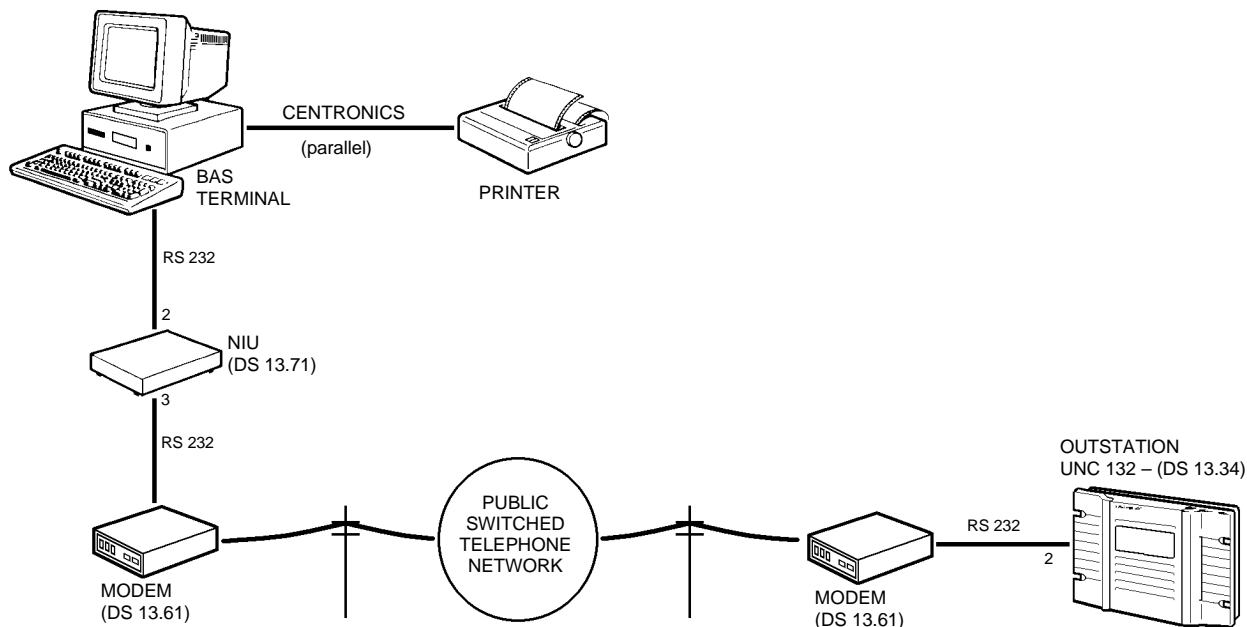 CENTRONICS
(parallel)
BAS
TERMINAL
PRINTER
RS 232
2
NIU
(DS 13.71)
3
RS 232
MODEM
(DS 13.61)
PUBLIC
SWITCHED
TELEPHONE
NETWORK
MODEM
(DS 13.61)
RS 232
2
OUTSTATION
UNC 132 – (DS 13.34)